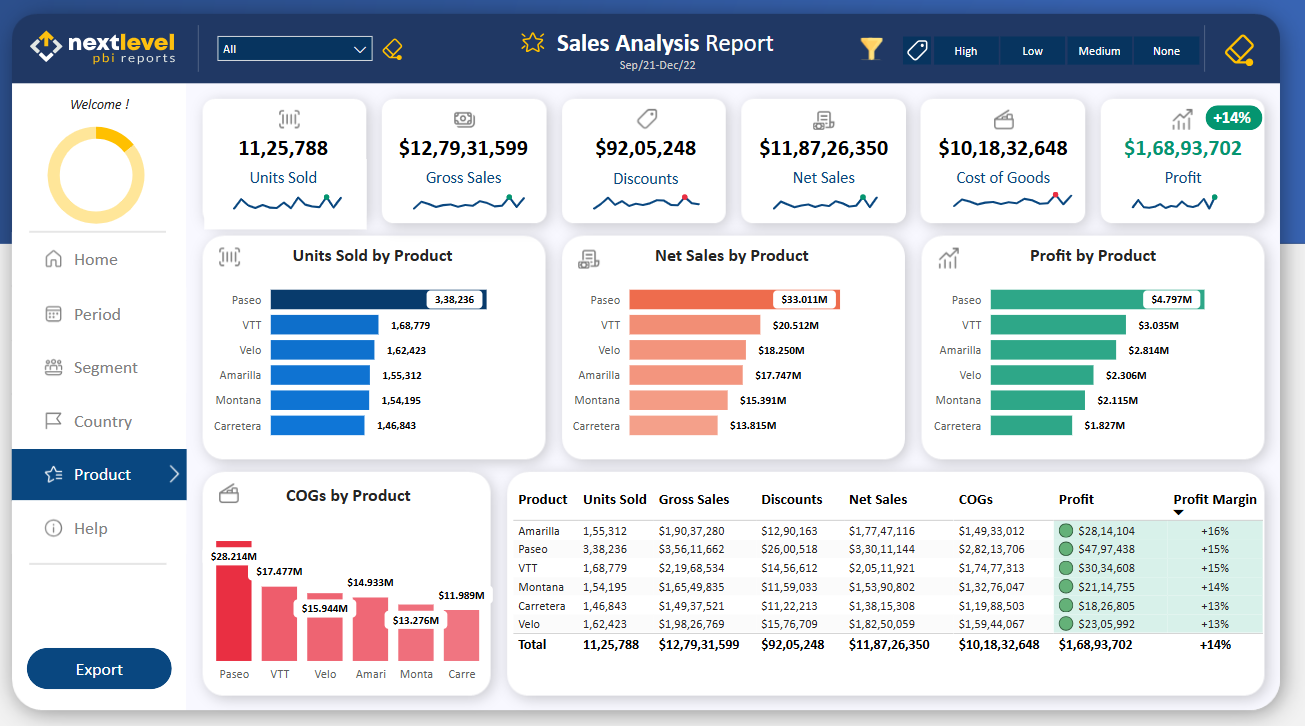 nextlevel
pbi reports
All
Sales Analysis Report
Sep/21-Dec/22
High Low Medium None
Welcome !
Home
Period
Segment
Country
Product
Help
Export
11,25,788
Units Sold
$12,79,31,599
Gross Sales
$92,05,248
Discounts
$11,87,26,350
Net Sales
$10,18,32,648
Cost of Goods
+14%
$1,68,93,702
Profit
Units Sold by Product
Paseo 3,38,236
VTT 1,68,779
Velo 1,62,423
Amarilla 1,55,312
Montana 1,54,195
Carretera 1,46,843
Net Sales by Product
Paseo $33.011M
VTT $20.512M
Velo $18.250M
Amarilla $17.747M
Montana $15.391M
Carretera $13.815M
Profit by Product
Paseo $4.797M
VTT $3.035M
Amarilla $2.814M
Velo $2.306M
Montana $2.115M
Carretera $1.827M
COGs by Product
$28.214M
$17.477M
$15.944M
$14.933M
$13.276M
$11.989M
Paseo VTT Velo Amari Monta Carre
Product Units Sold Gross Sales Discounts Net Sales COGs Profit Profit Margin
Amarilla 1,55,312 $1,90,37,280 $12,90,163 $1,77,47,116 $1,49,33,012 $28,14,104 +16%
Paseo 3,38,236 $3,56,11,662 $26,00,518 $3,30,11,144 $2,82,13,706 $47,97,438 +15%
VTT 1,68,779 $2,19,68,534 $14,56,612 $2,05,11,921 $1,74,77,313 $30,34,608 +15%
Montana 1,54,195 $1,65,49,835 $11,59,033 $1,53,90,802 $1,32,76,047 $21,14,755 +14%
Carretera 1,46,843 $1,49,37,521 $11,22,213 $1,38,15,308 $1,19,88,503 $18,26,805 +13%
Velo 1,62,423 $1,98,26,769 $15,76,709 $1,82,50,059 $1,59,44,067 $23,05,992 +13%
Total 11,25,788 $12,79,31,599 $92,05,248 $11,87,26,350 $10,18,32,648 $1,68,93,702 +14%